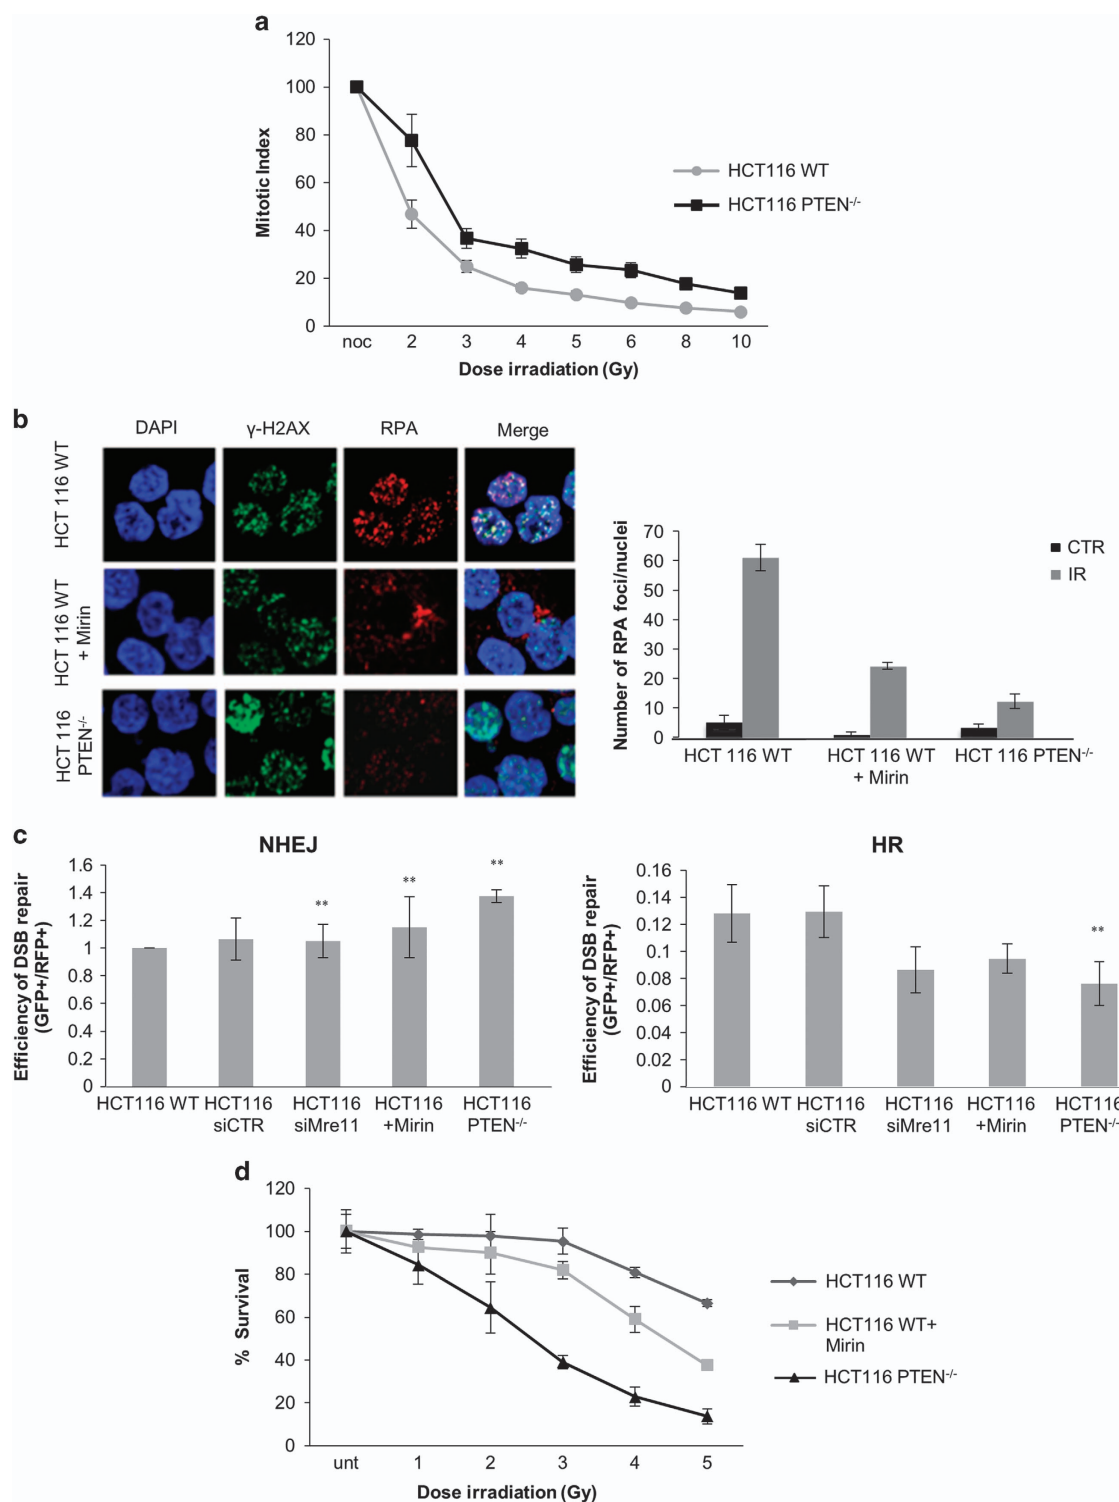 a
120
100
80
60
40
20
0
Mitotic Index
noc 2 3 4 5 6 8 10
Dose irradiation (Gy)
HCT116 WT
HCT116 PTEN-/-
b
DAPI γ-H2AX RPA Merge
HCT 116 WT
HCT 116 WT
+ Mirin
HCT 116
PTEN-/-
Number of RPA foci/nuclei
70
60
50
40
30
20
10
0
HCT 116 WT HCT 116 WT HCT 116 PTEN-/-
+ Mirin
CTR
IR
c
NHEJ
Efficiency of DSB repair
(GFP+/RFP+)
1.6
1.4
1.2
1
0.8
0.6
0.4
0.2
0
** ** **
HCT116 WT HCT116 HCT116 HCT116 HCT116
siCTR siMre11 +Mirin PTEN-/-
HR
Efficiency of DSB repair
(GFP+/RFP+)
0.16
0.14
0.12
0.1
0.08
0.06
0.04
0.02
0
**
HCT116 WT HCT116 HCT116 HCT116 HCT116
siCTR siMre11 +Mirin PTEN-/-
d
120
100
80
60
40
20
0
% Survival
unt 1 2 3 4 5
Dose irradiation (Gy)
HCT116 WT
HCT116 WT+
Mirin
HCT116 PTEN-/-